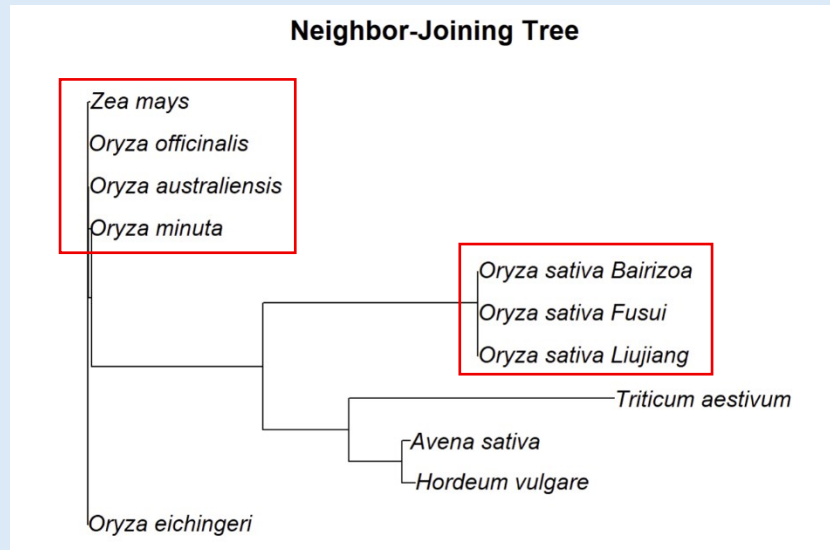 Neighbor-Joining Tree
Zea mays
Oryza officinalis
Oryza australiensis
Oryza minuta
Oryza sativa Bairizoa
Oryza sativa Fusui
Oryza sativa Liujiang
Triticum aestivum
Avena sativa
Hordeum vulgare
Oryza eichingeri